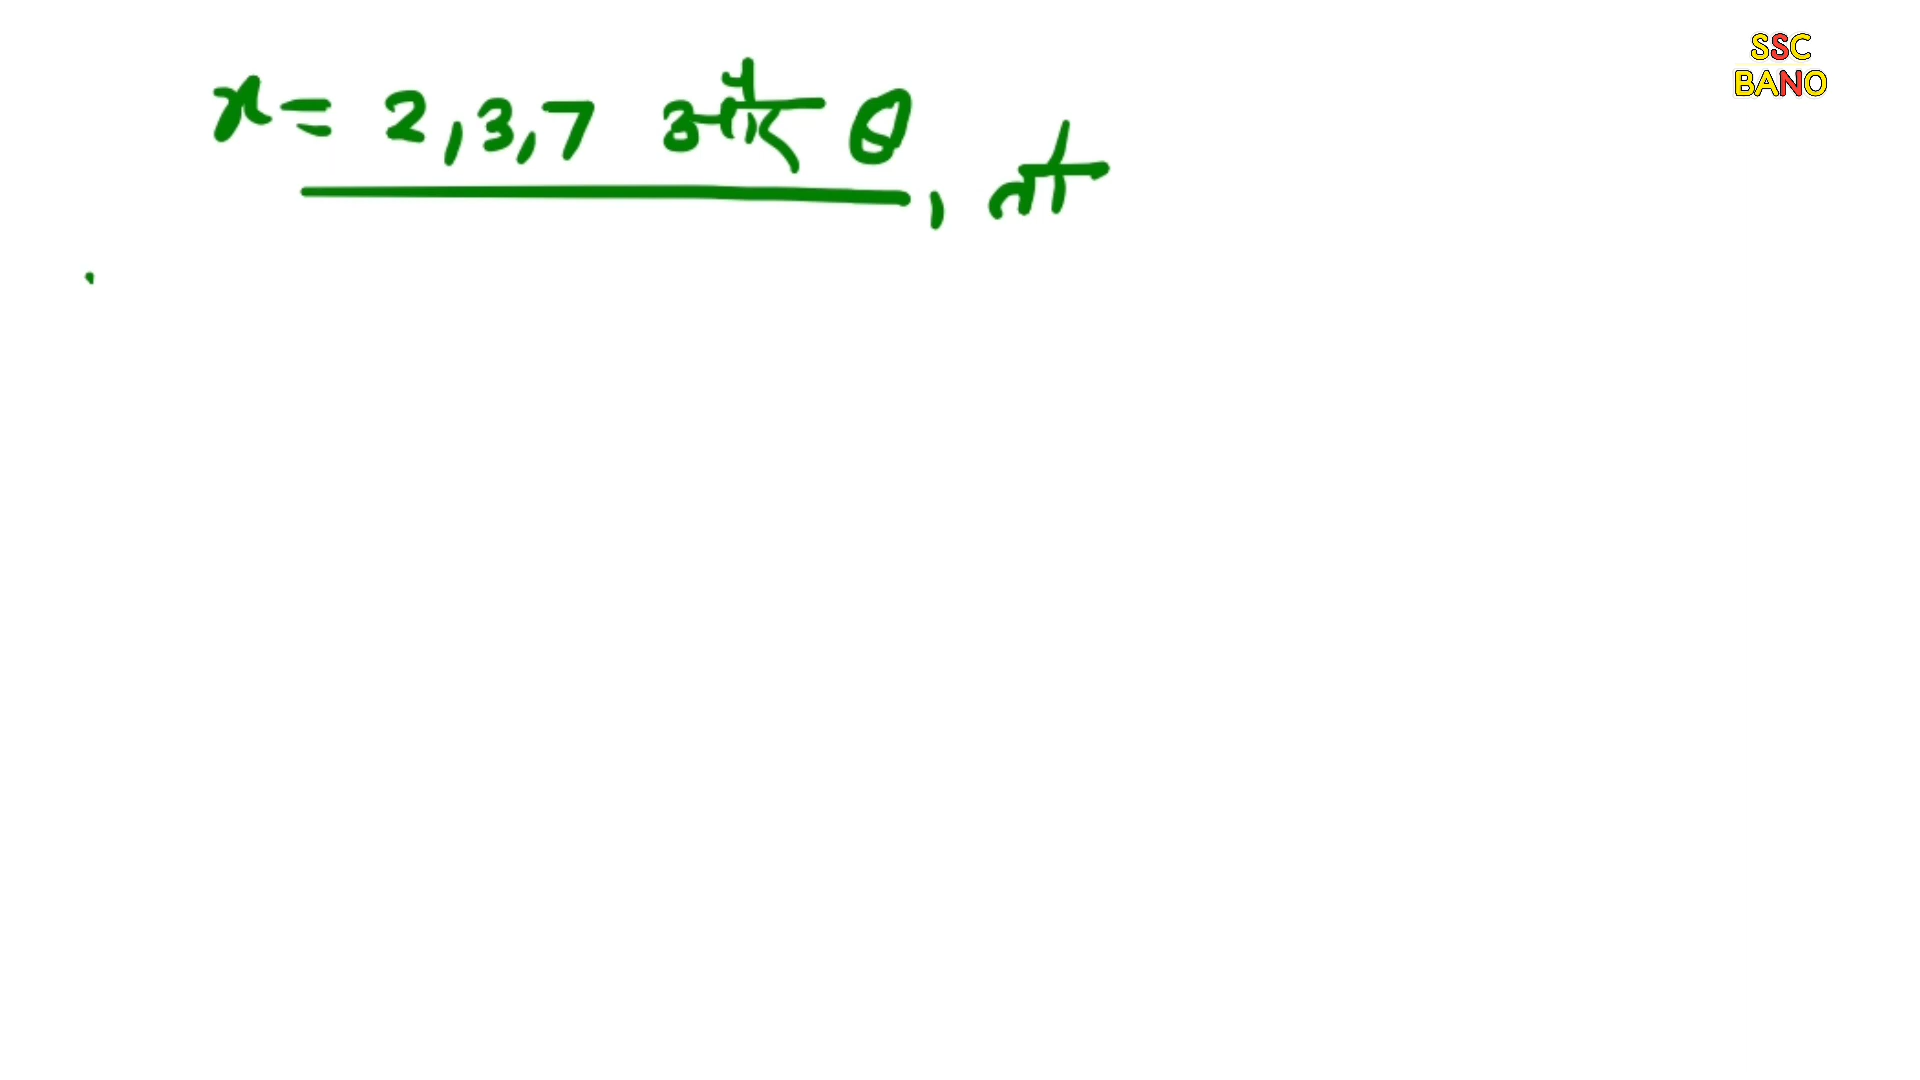 x = 2,3,7 और 8, तो
SSC
BANO